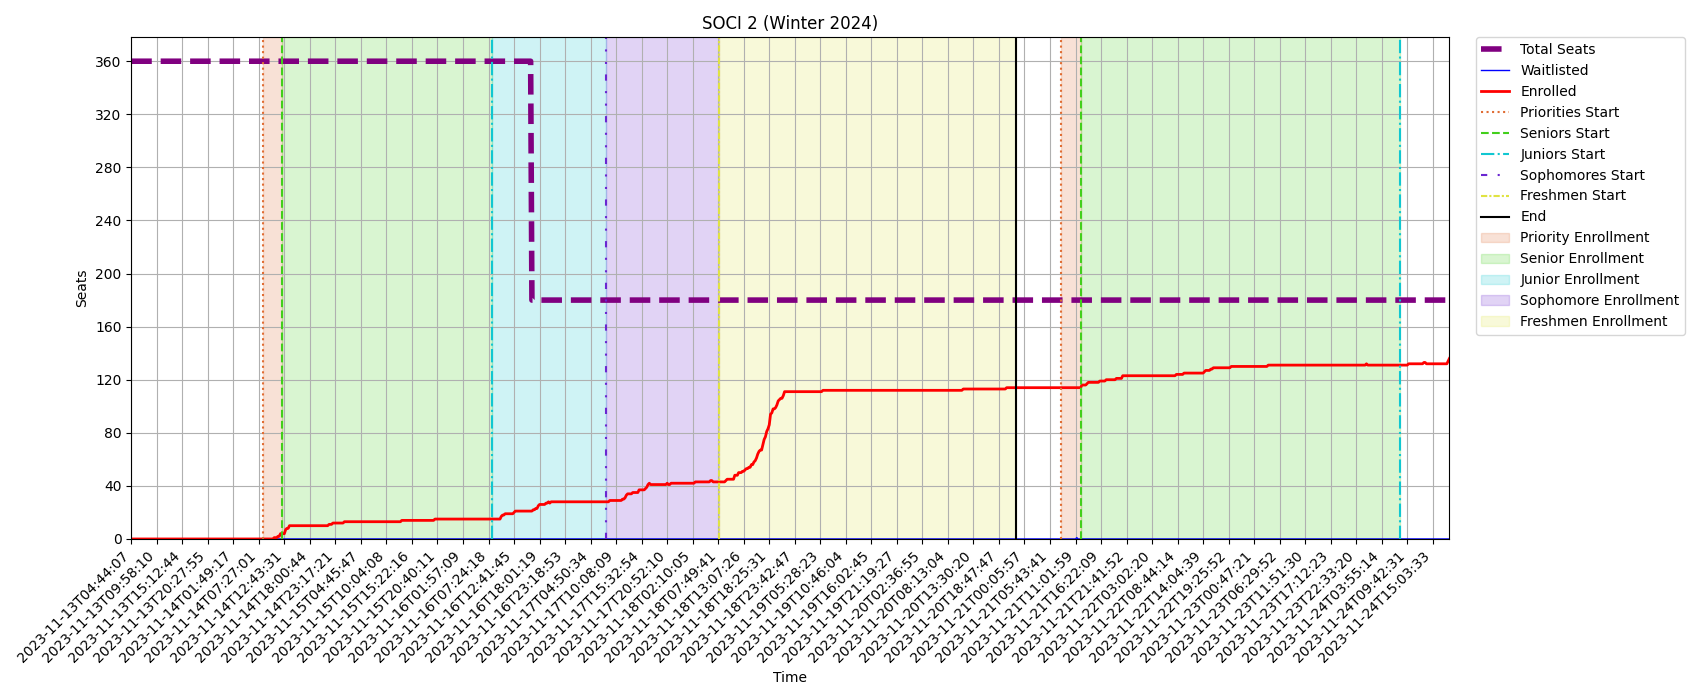 SOCI 2 (Winter 2024)
Seats
360
320
280
240
200
160
120
80
40
0
2023-11-13T04:44:07
2023-11-13T09:58:10
2023-11-13T15:12:44
2023-11-13T20:27:55
2023-11-14T01:49:17
2023-11-14T07:27:01
2023-11-14T12:43:31
2023-11-14T18:00:44
2023-11-14T23:17:21
2023-11-15T04:45:47
2023-11-15T10:04:08
2023-11-15T15:22:16
2023-11-15T20:40:11
2023-11-16T01:57:09
2023-11-16T07:24:18
2023-11-16T12:41:45
2023-11-16T18:01:19
2023-11-16T23:18:53
2023-11-17T04:50:34
2023-11-17T10:08:09
2023-11-17T15:32:54
2023-11-17T20:52:10
2023-11-18T02:10:05
2023-11-18T07:49:41
2023-11-18T13:07:26
2023-11-18T18:25:31
2023-11-18T23:42:47
2023-11-19T05:28:23
2023-11-19T10:46:04
2023-11-19T16:02:45
2023-11-19T21:19:27
2023-11-20T02:36:55
2023-11-20T08:13:04
2023-11-20T13:30:20
2023-11-20T18:47:47
2023-11-21T00:05:57
2023-11-21T05:43:41
2023-11-21T11:01:59
2023-11-21T16:22:09
2023-11-21T21:41:52
2023-11-22T03:02:20
2023-11-22T08:44:14
2023-11-22T14:04:39
2023-11-22T19:25:52
2023-11-23T00:47:21
2023-11-23T06:29:52
2023-11-23T11:51:30
2023-11-23T17:12:23
2023-11-23T22:33:20
2023-11-24T03:55:14
2023-11-24T09:42:31
2023-11-24T15:03:33
Time
Total Seats
Waitlisted
Enrolled
Priorities Start
Seniors Start
Juniors Start
Sophomores Start
Freshmen Start
End
Priority Enrollment
Senior Enrollment
Junior Enrollment
Sophomore Enrollment
Freshmen Enrollment